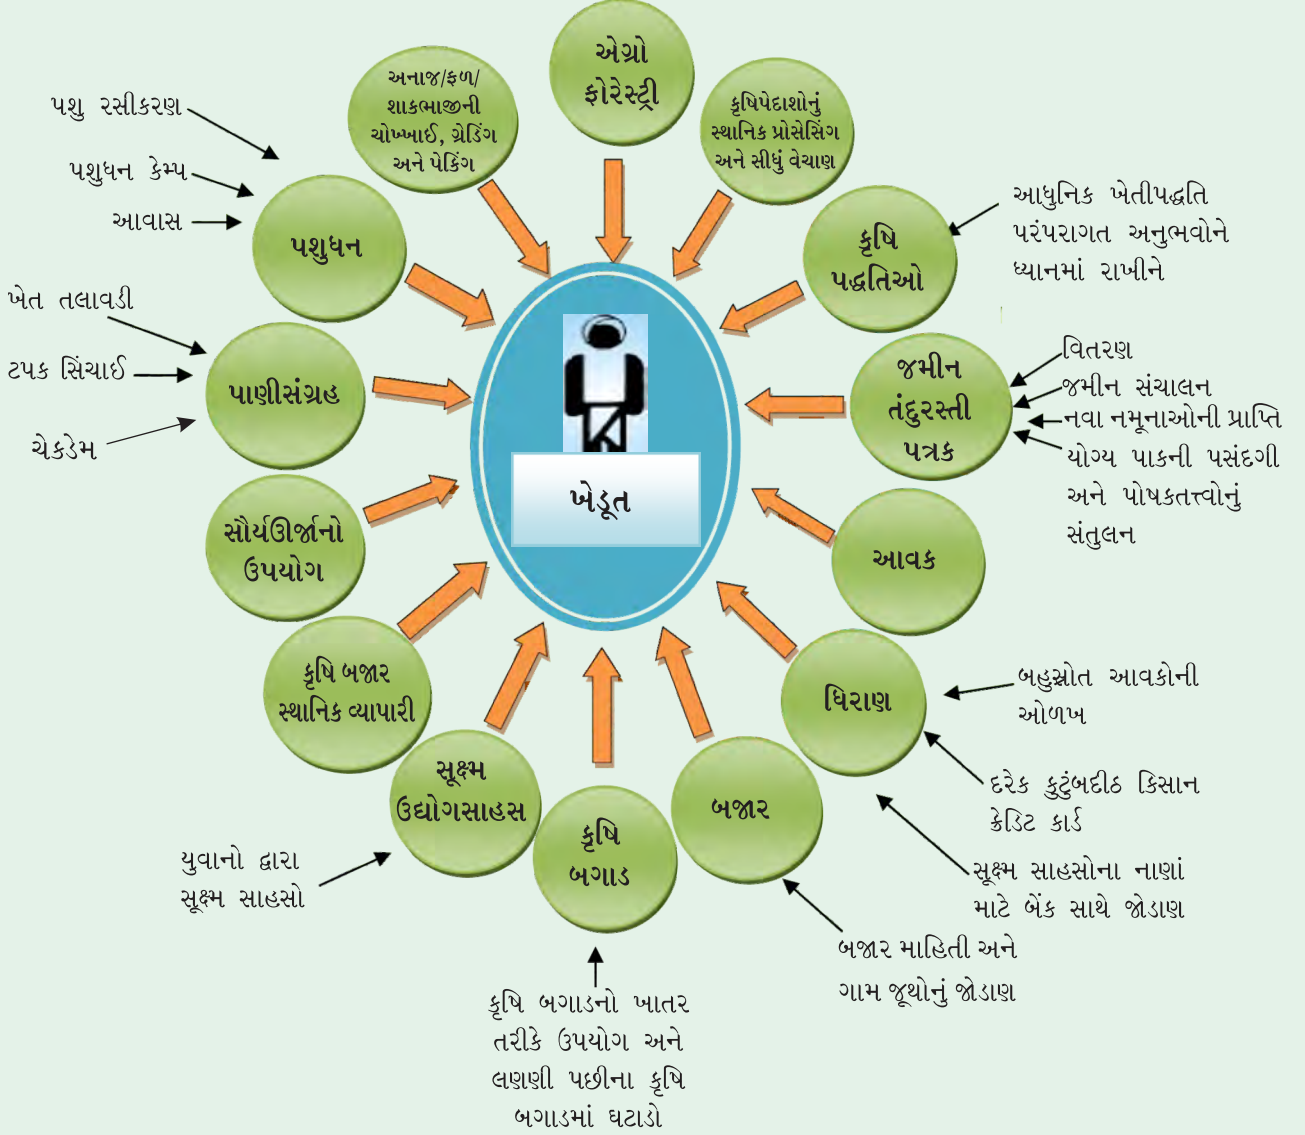 એગ્રો
ફોરેસ્ટ્રી
કૃષિપેદાશોનું
સ્થાનિક પ્રોસેસિંગ
અને સીધું વેચાણ
કૃષિ
પદ્ધતિઓ
આધુનિક ખેતીપદ્ધતિ
પરંપરાગત અનુભવોને
ધ્યાનમાં રાખીને
જમીન
તંદુરસ્તી
પત્રક
વિતરણ
જમીન સંચાલન
નવા નમૂનાઓની પ્રાપ્તિ
યોગ્ય પાકની પસંદગી
અને પોષકતત્ત્વોનું
સંતુલન
આવક
ધિરાણ
બહુસ્રોત આવકોની
ઓળખ
દરેક કુટુંબદીઠ કિસાન
ક્રેડિટ કાર્ડ
સૂક્ષ્મ સાહસોના નાણાં
માટે બેંક સાથે જોડાણ
બજાર
બજાર માહિતી અને
ગામ જૂથોનું જોડાણ
કૃષિ
બગાડ
કૃષિ બગાડનો ખાતર
તરીકે ઉપયોગ અને
લણણી પછીના કૃષિ
બગાડમાં ઘટાડો
સૂક્ષ્મ
ઉદ્યોગસાહસ
યુવાનો દ્વારા
સૂક્ષ્મ સાહસો
કૃષિ બજાર
સ્થાનિક વ્યાપારી
સૌર્યઊર્જાનો
ઉપયોગ
પાણીસંગ્રહ
ખેત તલાવડી
ટપક સિંચાઈ
ચેકડેમ
પશુધન
પશુ રસીકરણ
પશુધન કેમ્પ
આવાસ
અનાજ/ફળ/
શાકભાજીની
ચોખ્ખાઈ, ગ્રેડિંગ
અને પેકિંગ
ખેડૂત